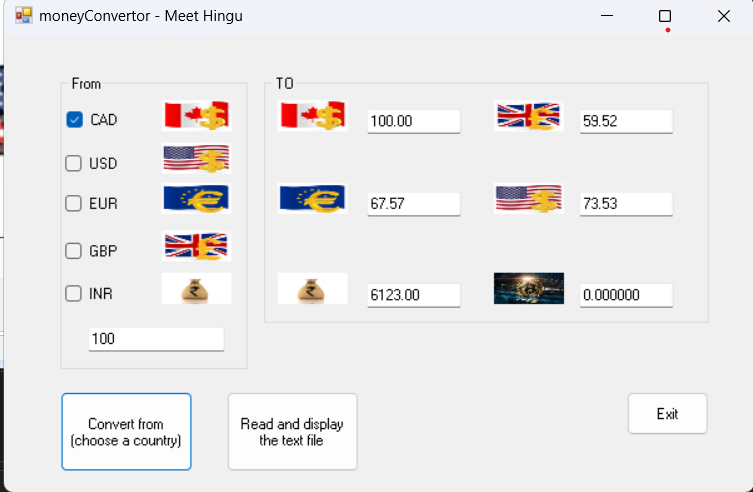 moneyConvertor - Meet Hingu
From
CAD
USD
EUR
GBP
INR
100
TO
100.00
59.52
67.57
73.53
6123.00
0.000000
Convert from
(choose a country)
Read and display
the text file
Exit